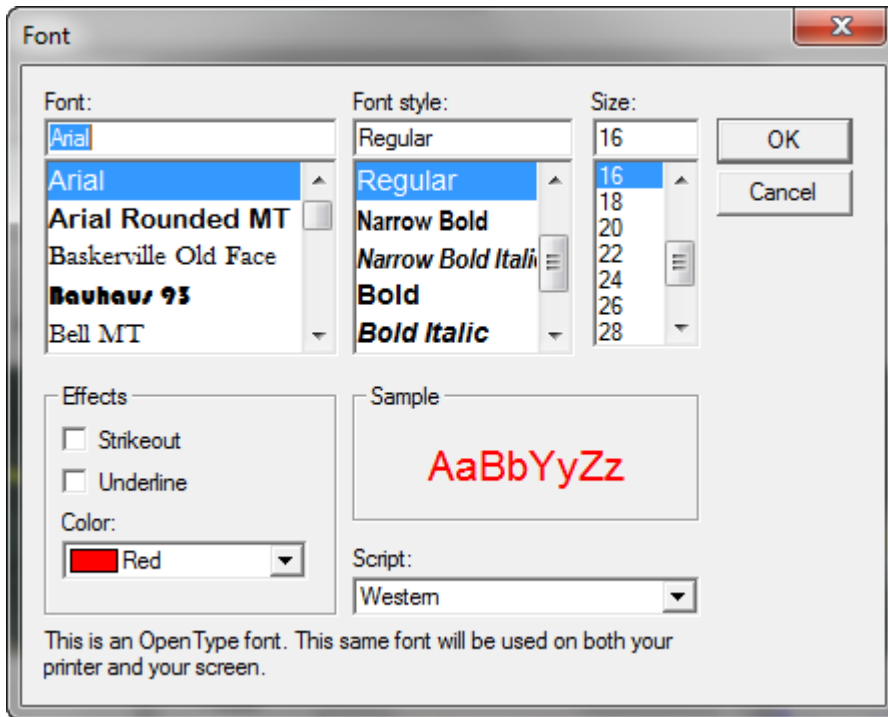 Font
Font:
Arial
Arial
Arial Rounded MT
Baskerville Old Face
Bauhaus 93
Bell MT
Font style:
Regular
Regular
Narrow Bold
Narrow Bold Itali
Bold
Bold Italic
Size:
16
16
18
20
22
24
26
28
OK
Cancel
Effects
Strikeout
Underline
Color:
Red
Sample
AaBbYyZz
Script:
Western
This is an OpenType font. This same font will be used on both your
printer and your screen.